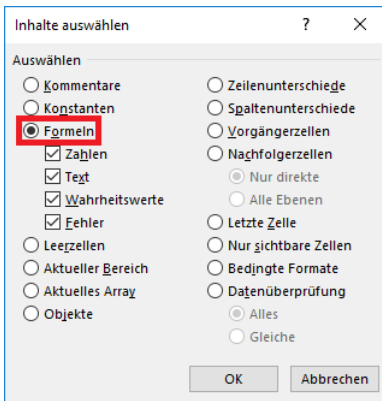 Inhalte auswählen
?
Auswählen
Kommentare
Konstanten
Formeln
Zahlen
Text
Wahrheitswerte
Fehler
Leerzellen
Aktueller Bereich
Aktuelles Array
Objekte
Zeilenunterschiede
Spaltenunterschiede
Vorgängerzellen
Nachfolgerzellen
Nur direkte
Alle Ebenen
Letzte Zelle
Nur sichtbare Zellen
Bedingte Formate
Datenüberprüfung
Alles
Gleiche
OK
Abbrechen